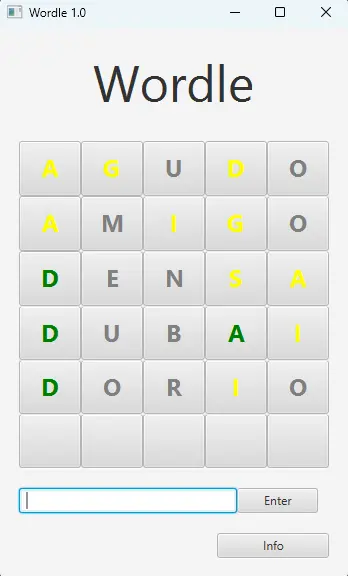 Wordle 1.0
Wordle
A G U D O
A M I G O
D E N S A
D U B A I
D O R I O
Enter
Info